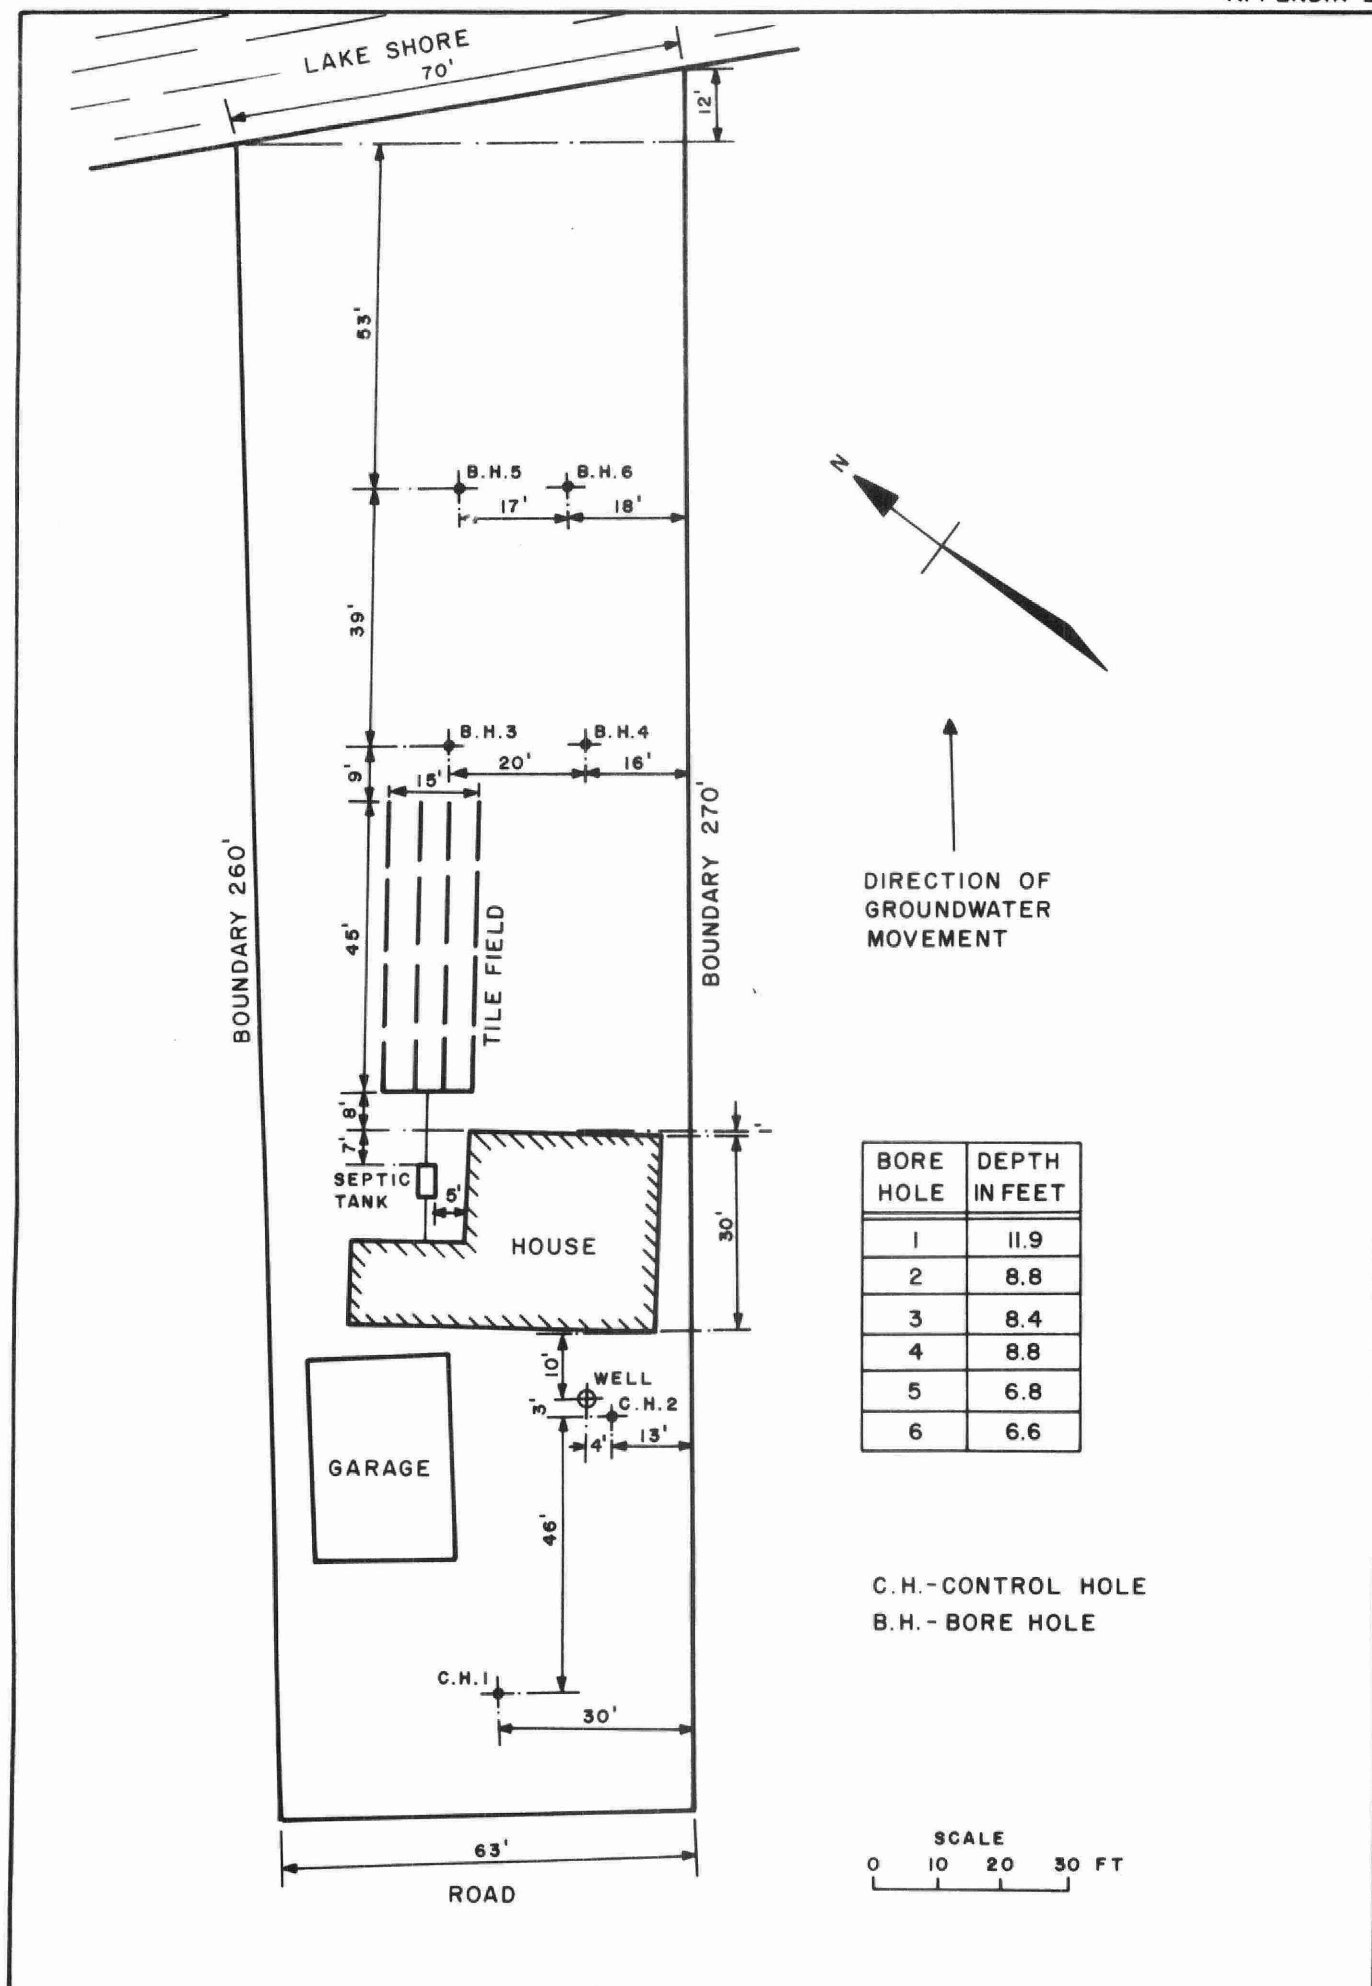 LAKE SHORE
70'
12'
53'
B.H.5
B.H.6
17'
18'
N
39'
B.H.3
B.H.4
20'
16'
9'
15'
BOUNDARY 260'
BOUNDARY 270'
45'
TILE FIELD
DIRECTION OF
GROUNDWATER
MOVEMENT
8'
7'
1'
SEPTIC
TANK
5'
HOUSE
30'
BORE HOLE DEPTH IN FEET
1 11.9
2 8.8
3 8.4
4 8.8
5 6.8
6 6.6
10'
WELL
3'
C.H.2
4'
13'
GARAGE
46'
C.H.-CONTROL HOLE
B.H.-BORE HOLE
C.H.1
30'
63'
ROAD
SCALE
0 10 20 30 FT